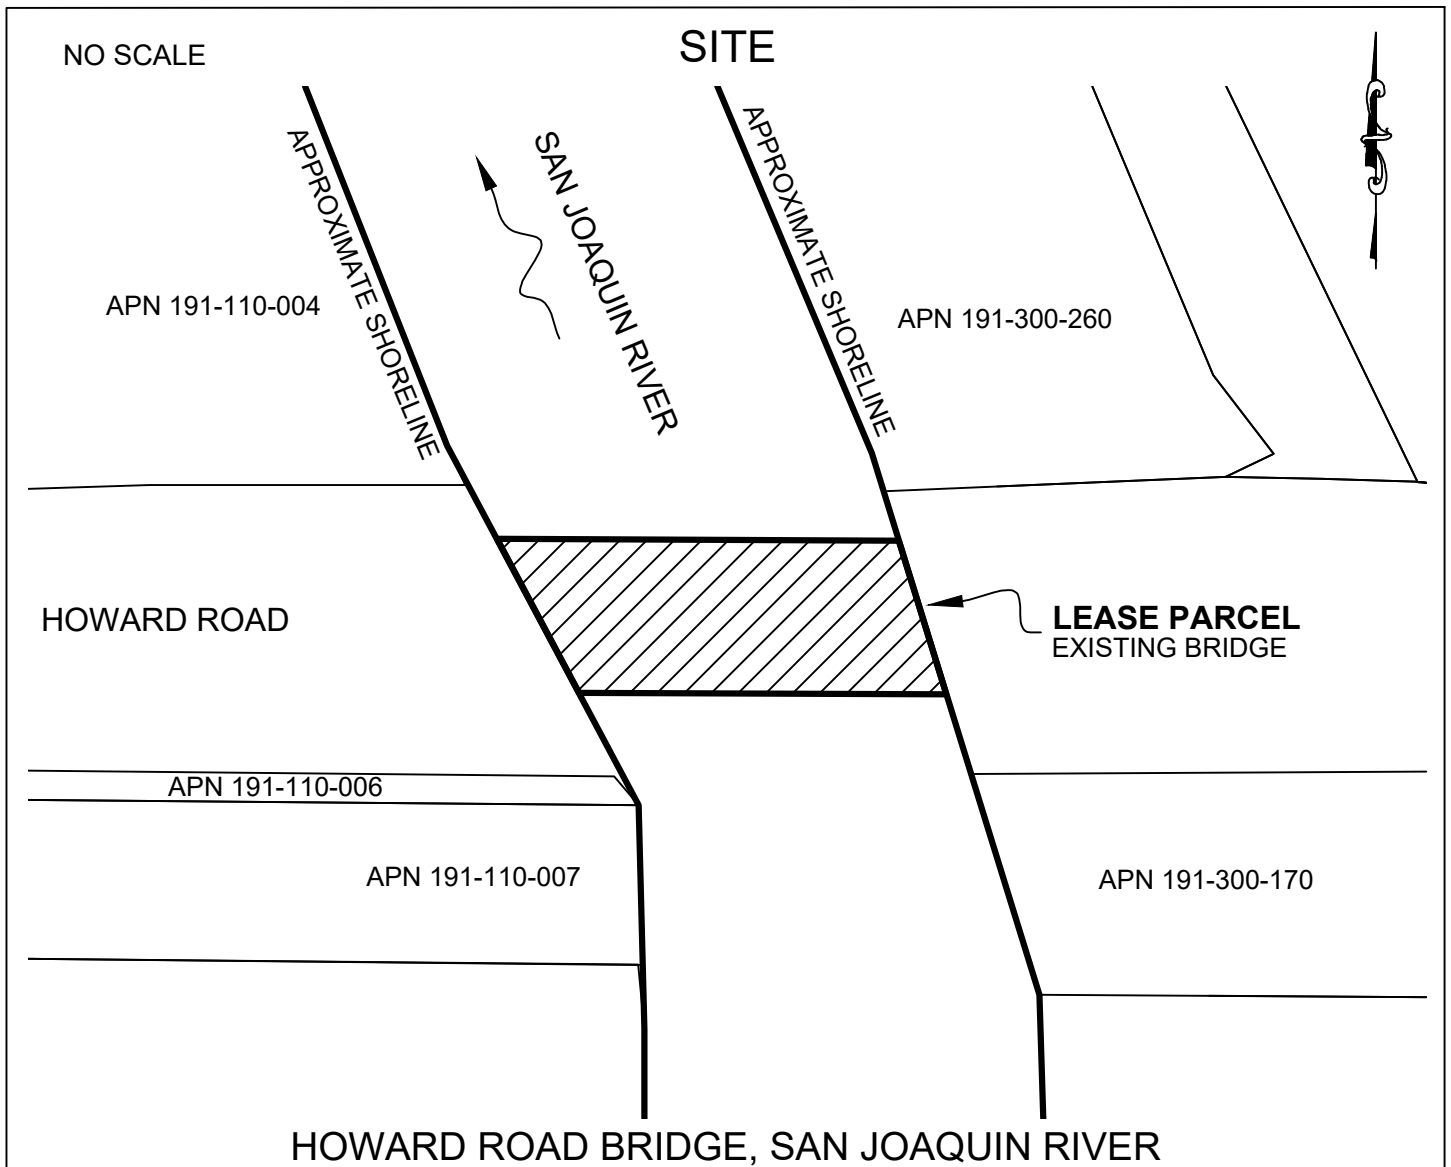 NO SCALE
SITE
APPROXIMATE SHORELINE
SAN JOAQUIN RIVER
APPROXIMATE SHORELINE
APN 191-110-004
APN 191-300-260
HOWARD ROAD
LEASE PARCEL
EXISTING BRIDGE
APN 191-110-006
APN 191-110-007
APN 191-300-170
HOWARD ROAD BRIDGE, SAN JOAQUIN RIVER